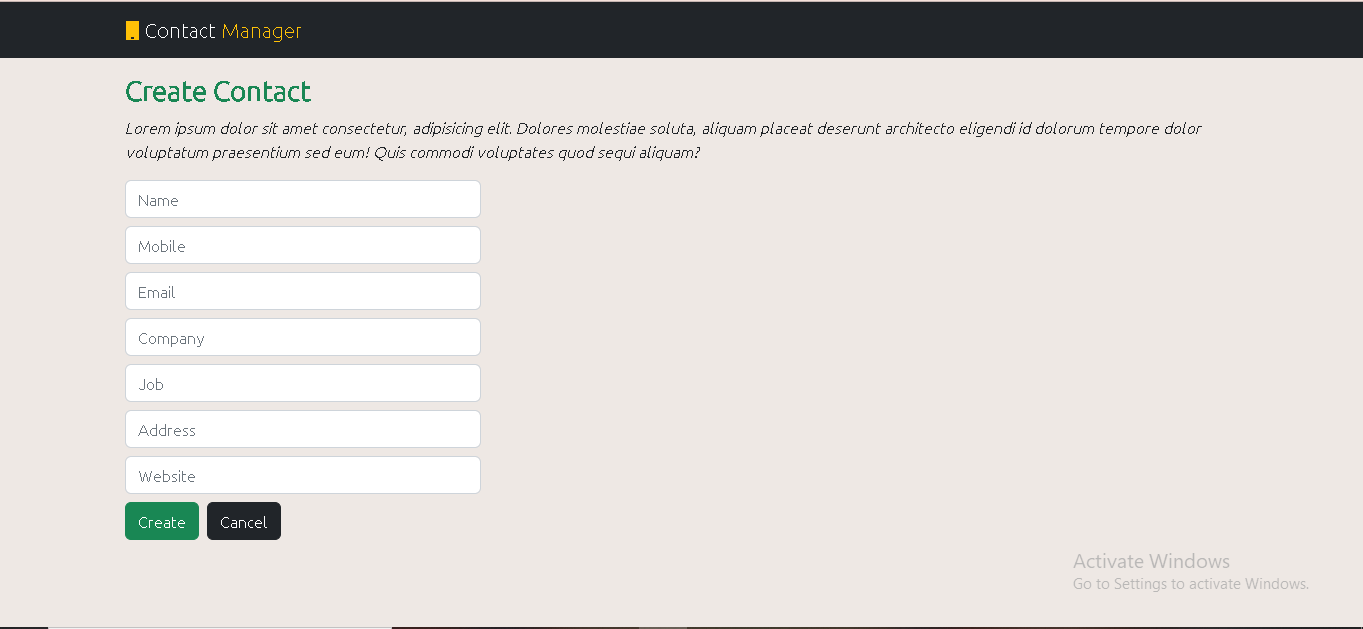 Contact Manager
Create Contact
Lorem ipsum dolor sit amet consectetur, adipisicing elit. Dolores molestiae soluta, aliquam placeat deserunt architecto eligendi id dolorum tempore dolor
voluptatum praesentium sed eum! Quis commodi voluptates quod sequi aliquam?
Name
Mobile
Email
Company
Job
Address
Website
Create Cancel
Activate Windows
Go to Settings to activate Windows.